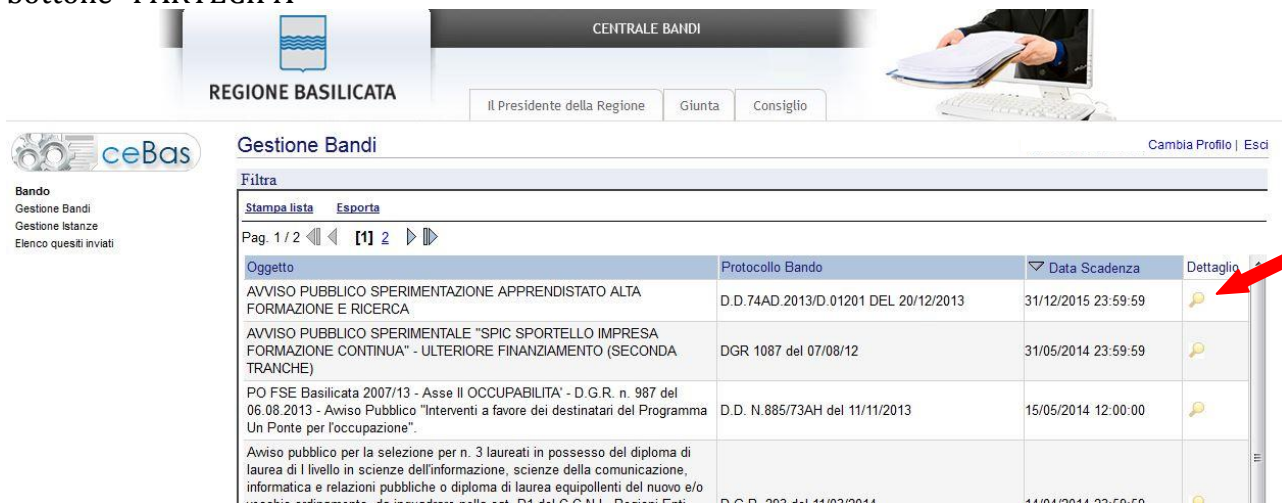 bottone "PARTECIPA"
CENTRALE BANDI
REGIONE BASILICATA
Il Presidente della Regione Giunta Consiglio
ceBas
Gestione Bandi
Cambia Profilo | Esci
Bando
Gestione Bandi
Gestione Istanze
Elenco quesiti inviati
Filtra
Stampa lista Esporta
Pag. 1 / 2 [1] 2
Oggetto Protocollo Bando Data Scadenza Dettaglio
AVVISO PUBBLICO SPERIMENTAZIONE APPRENDISTATO ALTA
FORMAZIONE E RICERCA
D.D.74AD.2013/D.01201 DEL 20/12/2013 31/12/2015 23:59:59
AVVISO PUBBLICO SPERIMENTALE "SPIC SPORTELLO IMPRESA
FORMAZIONE CONTINUA" - ULTERIORE FINANZIAMENTO (SECONDA
TRANCHE)
DGR 1087 del 07/08/12 31/05/2014 23:59:59
PO FSE Basilicata 2007/13 - Asse II OCCUPABILITA' - D.G.R. n. 987 del
06.08.2013 - Avviso Pubblico "Interventi a favore dei destinatari del Programma
Un Ponte per l'occupazione".
D.D. N.885/73AH del 11/11/2013 15/05/2014 12:00:00
Avviso pubblico per la selezione per n. 3 laureati in possesso del diploma di
laurea di I livello in scienze dell'informazione, scienze della comunicazione,
informatica e relazioni pubbliche o diploma di laurea equipollenti del nuovo e/o